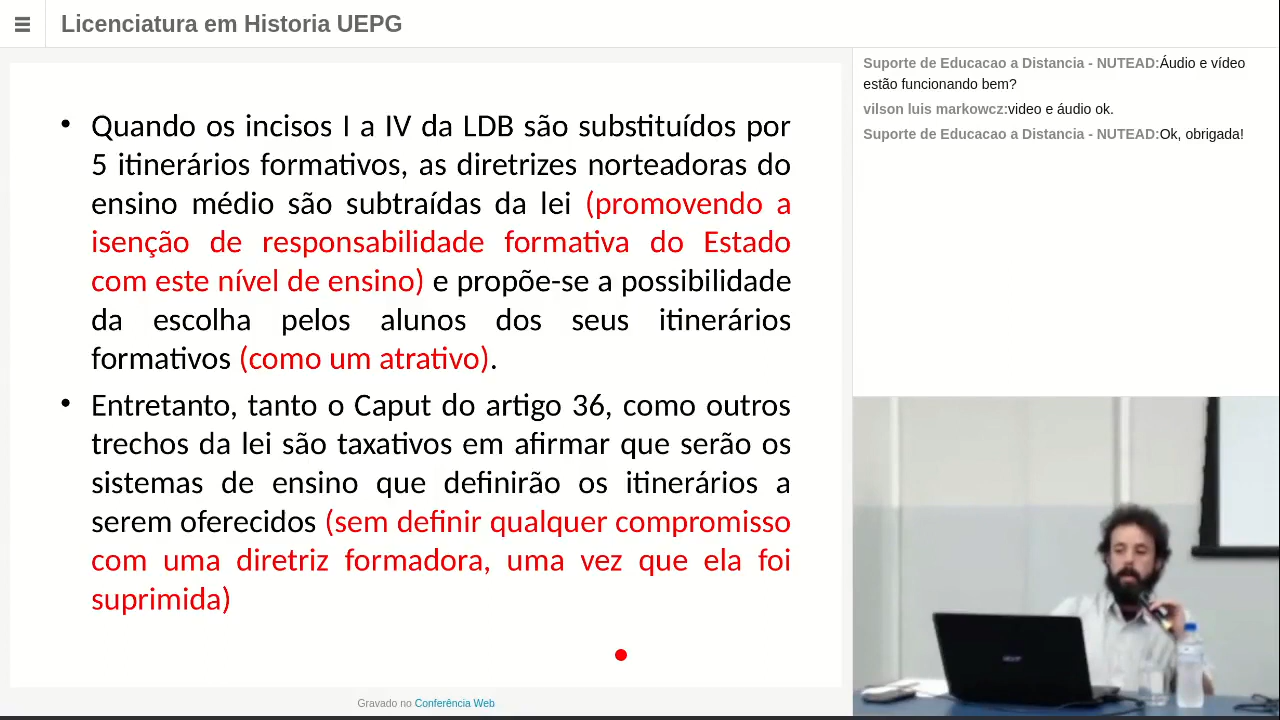 Licenciatura em Historia UEPG
• Quando os incisos I a IV da LDB são substituídos por
5 itinerários formativos, as diretrizes norteadoras do
ensino médio são subtraídas da lei (promovendo a
isenção de responsabilidade formativa do Estado
com este nível de ensino) e propõe-se a possibilidade
da escolha pelos alunos dos seus itinerários
formativos (como um atrativo).
• Entretanto, tanto o Caput do artigo 36, como outros
trechos da lei são taxativos em afirmar que serão os
sistemas de ensino que definirão os itinerários a
serem oferecidos (sem definir qualquer compromisso
com uma diretriz formadora, uma vez que ela foi
suprimida)
Gravado no Conferência Web
Suporte de Educacao a Distancia - NUTEAD:Áudio e vídeo
estão funcionando bem?
vilson luis markowcz:video e áudio ok.
Suporte de Educacao a Distancia - NUTEAD:Ok, obrigada!
acer